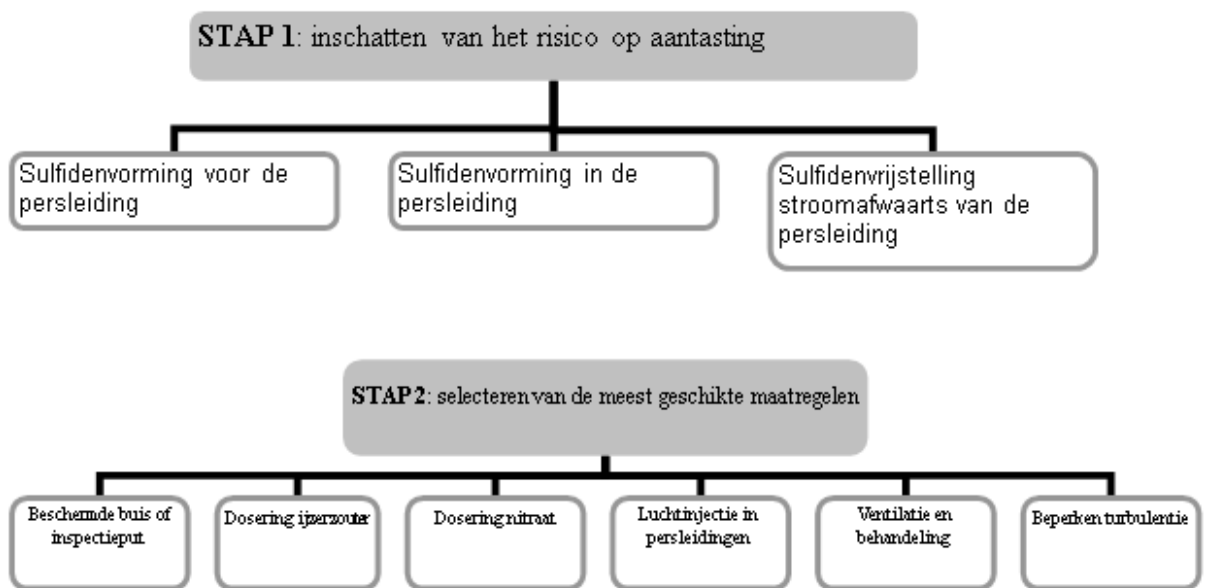 STAP 1: inschatten van het risico op aantasting
Sulfidenvorming voor de
persleiding
Sulfidenvorming in de
persleiding
Sulfidenvrijstelling
stroomafwaarts van de
persleiding
STAP 2: selecteren van de meest geschikte maatregelen
Beschermde buis of
inspectieput
Dosering ijzerzouten
Dosering nitraat
Luchtinjectie in
persleidingen
Ventilatie en
behandeling
Beperken turbulentie